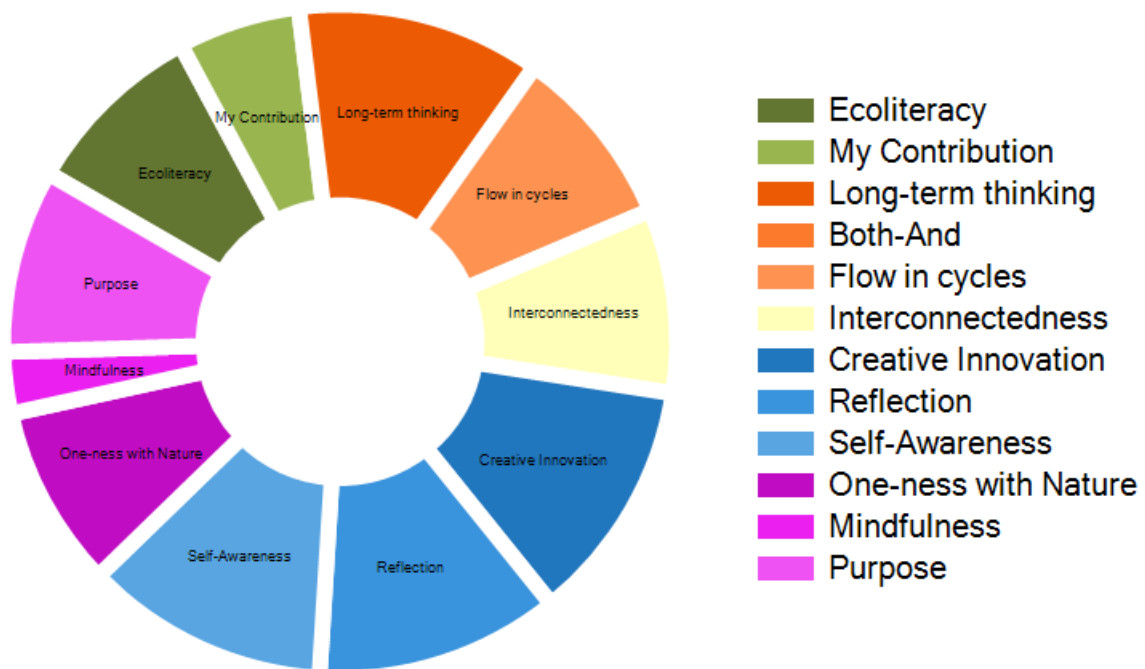 My Contribution
Long-term thinking
Ecoliteracy
Flow in cycles
Purpose
Interconnectedness
Mindfulness
One-ness with Nature
Creative Innovation
Self-Awareness
Reflection
Ecoliteracy
My Contribution
Long-term thinking
Both-And
Flow in cycles
Interconnectedness
Creative Innovation
Reflection
Self-Awareness
One-ness with Nature
Mindfulness
Purpose